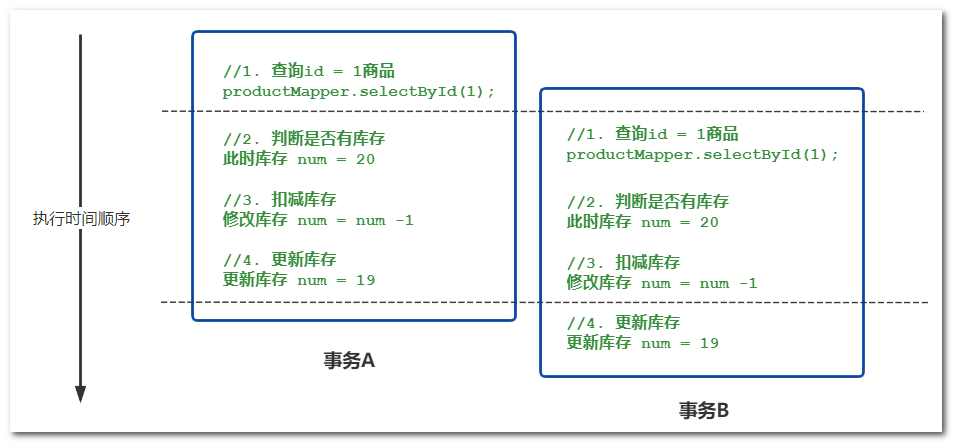 执行时间顺序
//1. 查询id = 1商品
productMapper.selectById(1);
//2. 判断是否有库存
此时库存 num = 20
//3. 扣减库存
修改库存 num = num -1
//4. 更新库存
更新库存 num = 19
事务A
//1. 查询id = 1商品
productMapper.selectById(1);
//2. 判断是否有库存
此时库存 num = 20
//3. 扣减库存
修改库存 num = num -1
//4. 更新库存
更新库存 num = 19
事务B